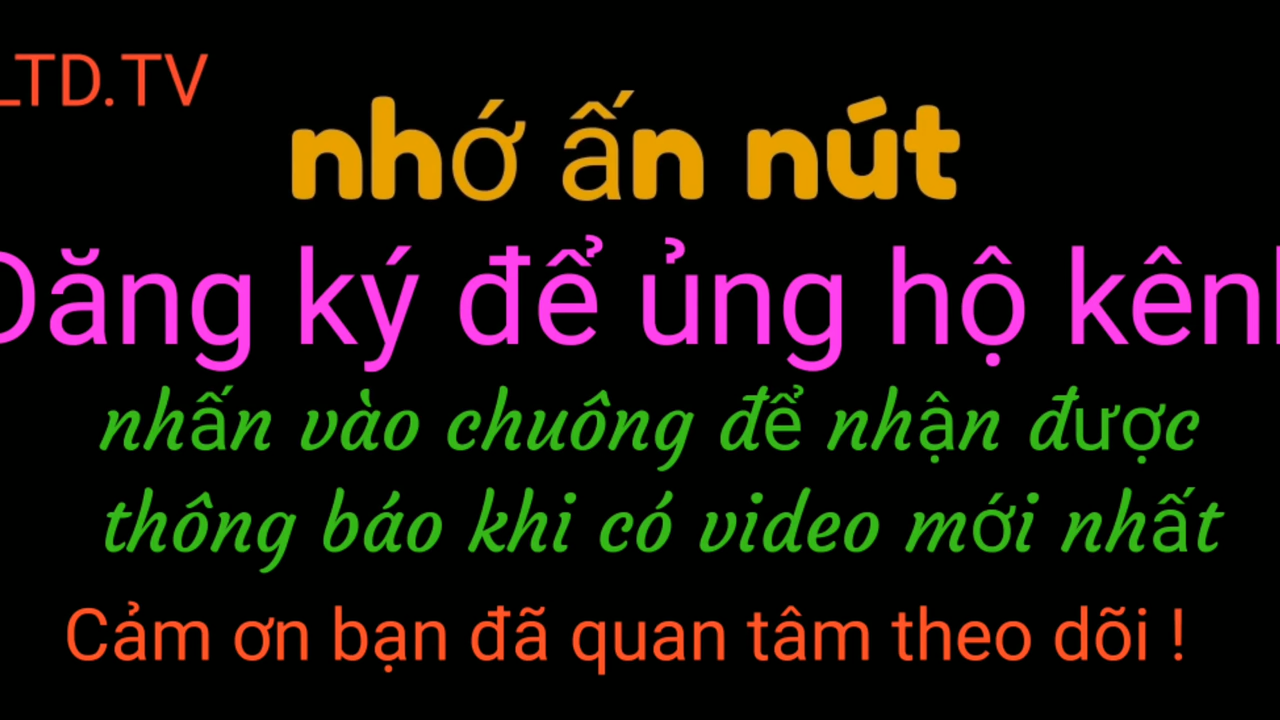 LTD.TV
nhớ ấn nút
Đăng ký để ủng hộ kênh
nhấn vào chuông để nhận được
thông báo khi có video mới nhất
Cảm ơn bạn đã quan tâm theo dõi !